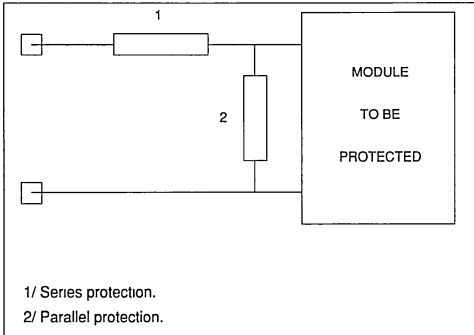 1
MODULE
TO BE
PROTECTED
2
1/ Series protection.
2/ Parallel protection.